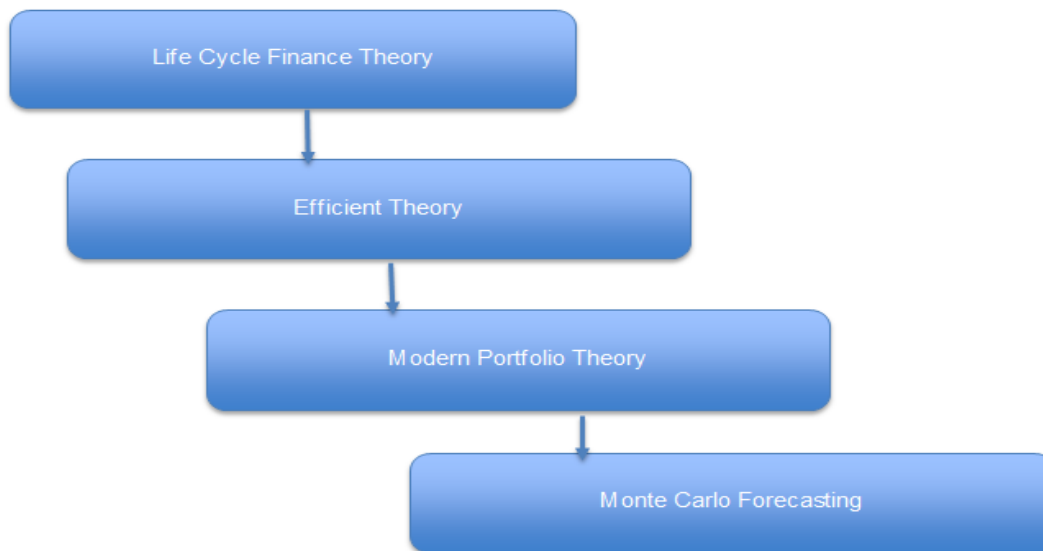 Life Cycle Finance Theory
Efficient Theory
Modern Portfolio Theory
Monte Carlo Forecasting